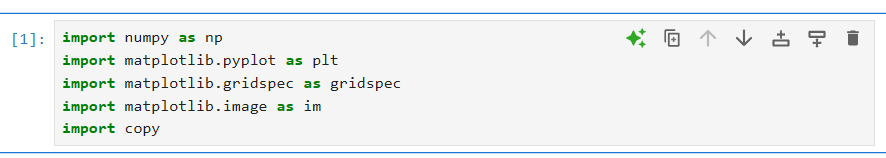 [1]: import numpy as np
import matplotlib.pyplot as plt
import matplotlib.gridspec as gridspec
import matplotlib.image as im
import copy